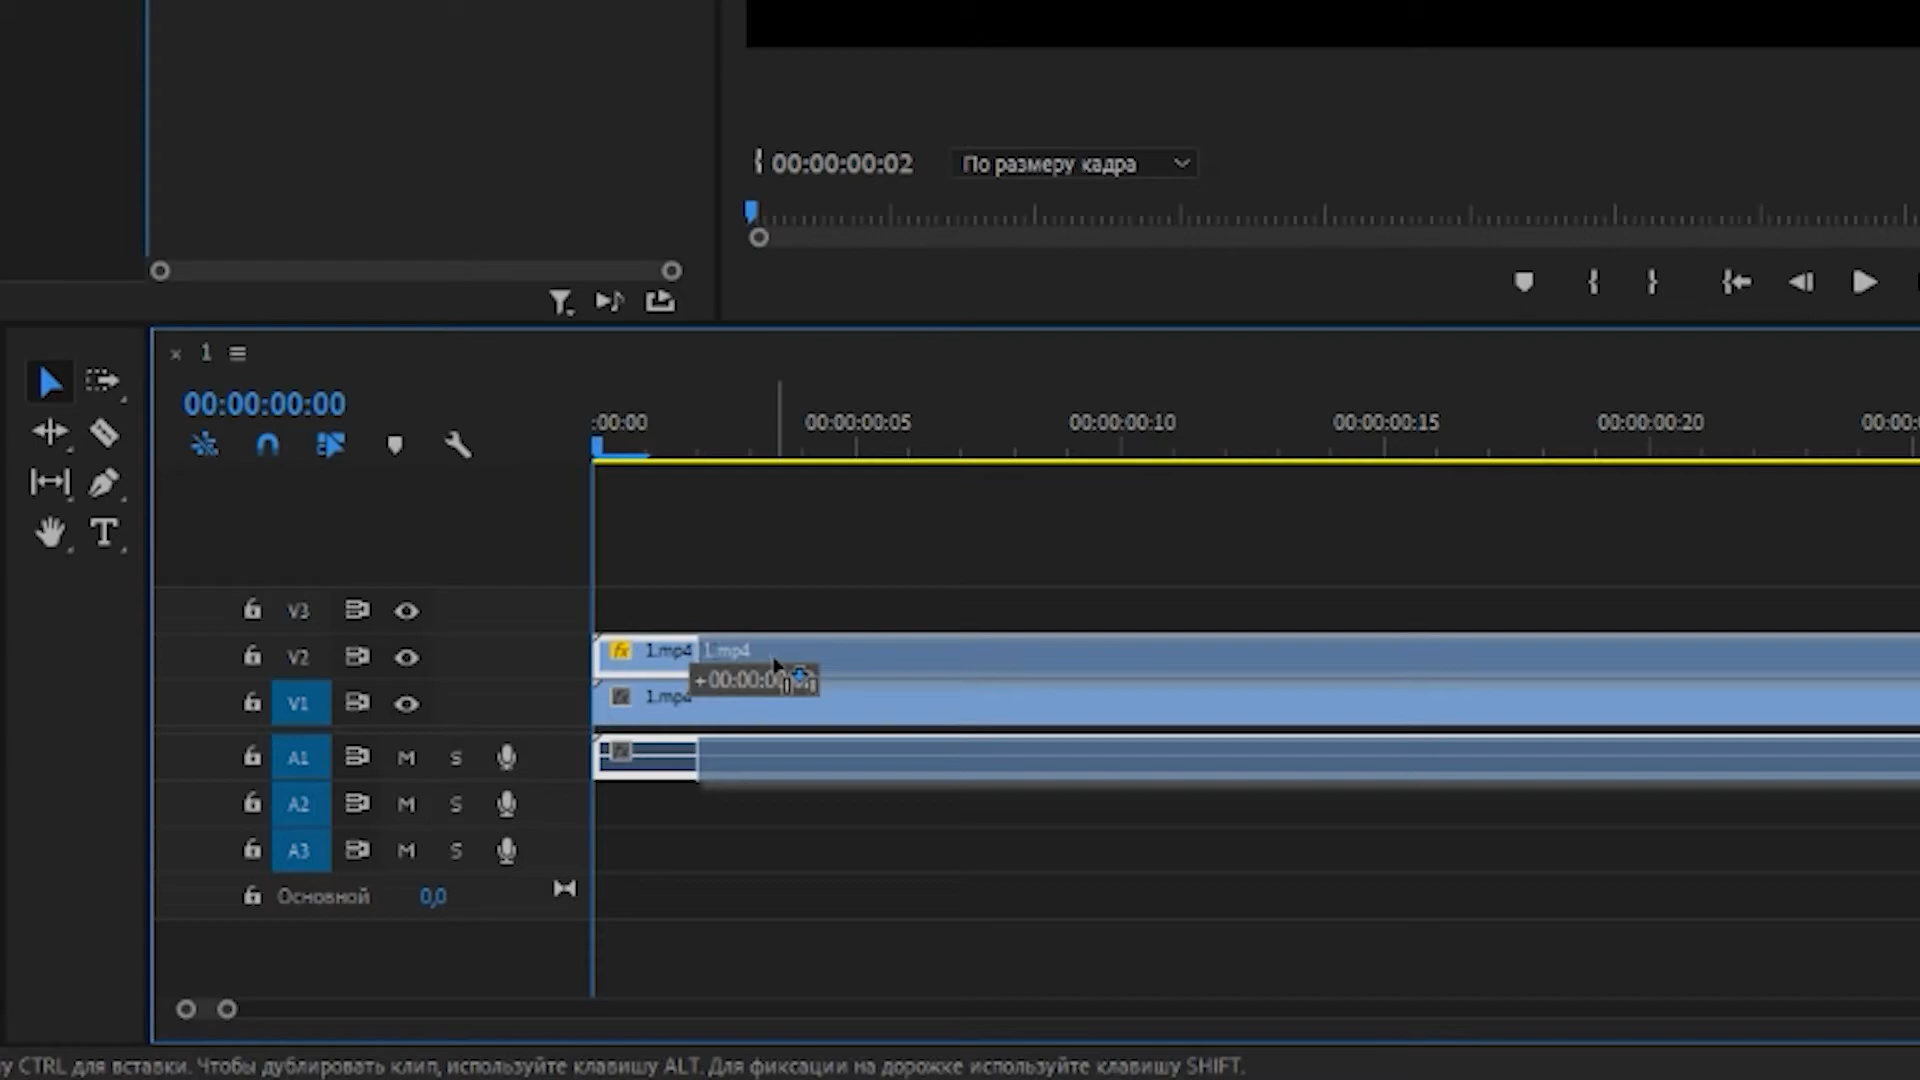 00:00:00:02 По размеру кадра
× 1
00:00:00:00
:00:00 00:00:00:05 00:00:00:10 00:00:00:15 00:00:00:20
V3
V2 fx 1.mp4 1.mp4
V1 fx 1.mp4
A1 M S fx
A2 M S
A3 M S
Основной 0,0
T
CTRL для вставки. Чтобы дублировать клип, используйте клавишу ALT. Для фиксации на дорожке используйте клавишу SHIFT.